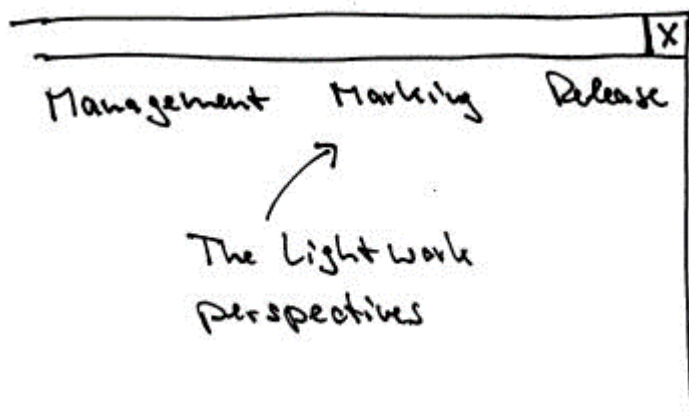 X
Management Marking Release
The Lightwork
perspectives